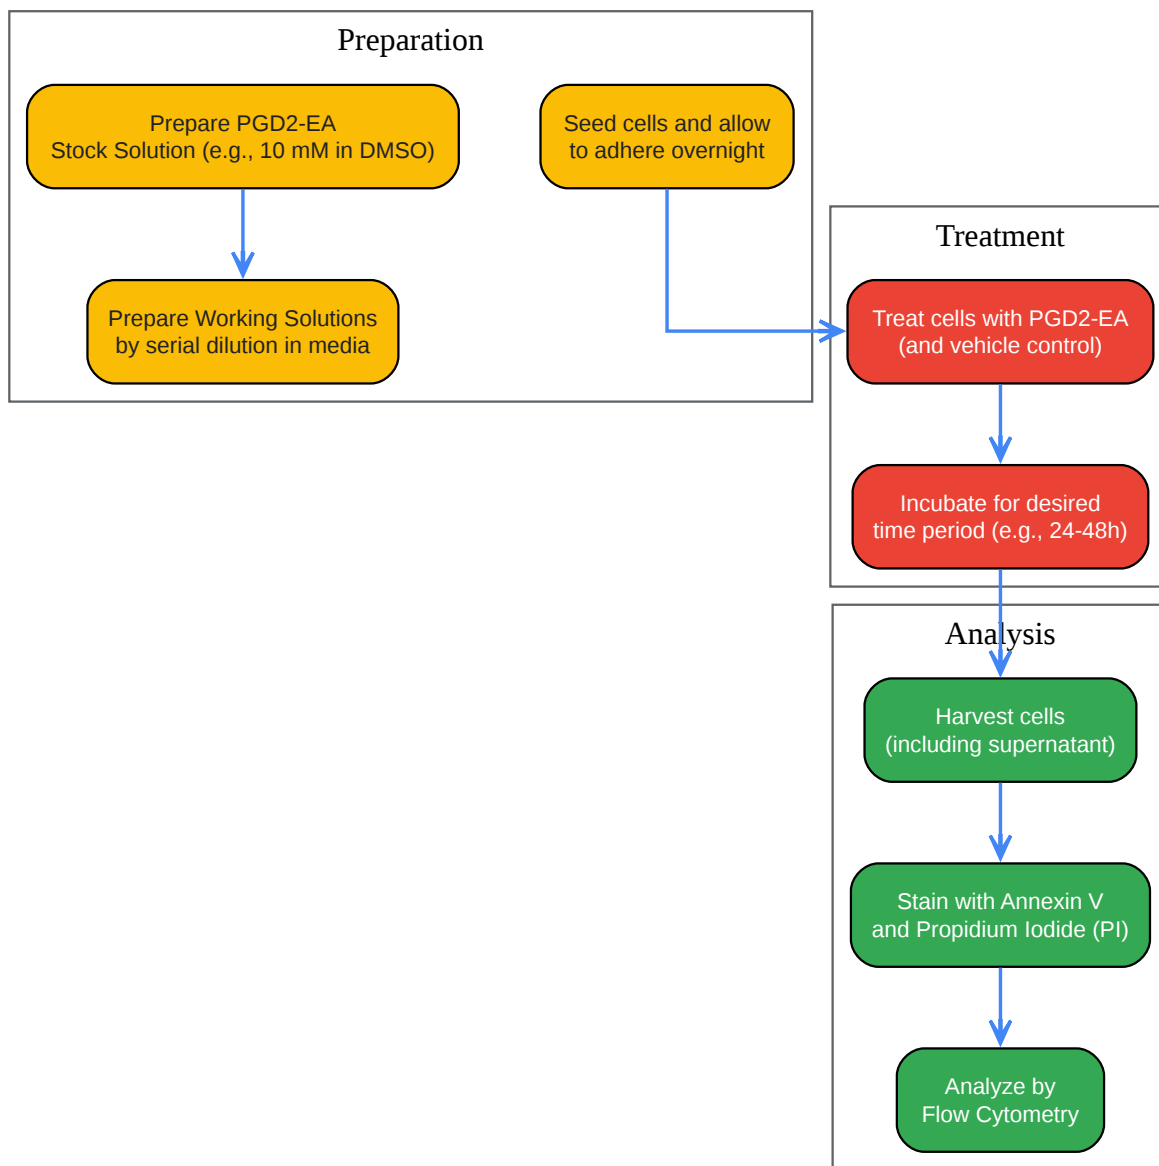 Preparation
Prepare PGD2-EA
Stock Solution (e.g., 10 mM in DMSO)
Seed cells and allow
to adhere overnight
Prepare Working Solutions
by serial dilution in media
Treatment
Treat cells with PGD2-EA
(and vehicle control)
Incubate for desired
time period (e.g., 24-48h)
Analysis
Harvest cells
(including supernatant)
Stain with Annexin V
and Propidium Iodide (PI)
Analyze by
Flow Cytometry